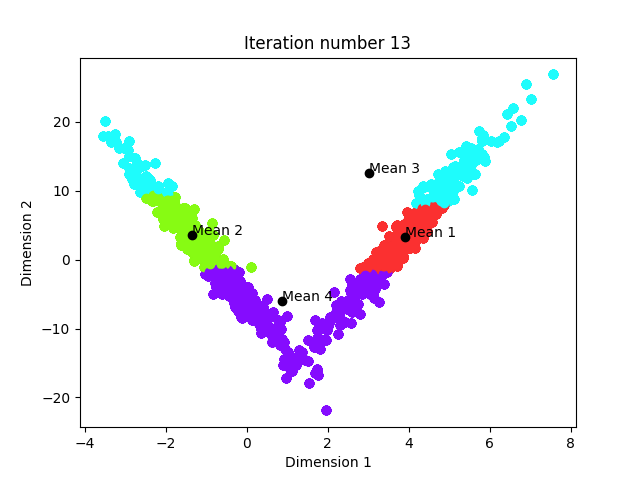 Iteration number 13
Dimension 2
20
10
0
−10
−20
Mean 3
Mean 2
Mean 1
Mean 4
−4
−2
0
2
4
6
8
Dimension 1